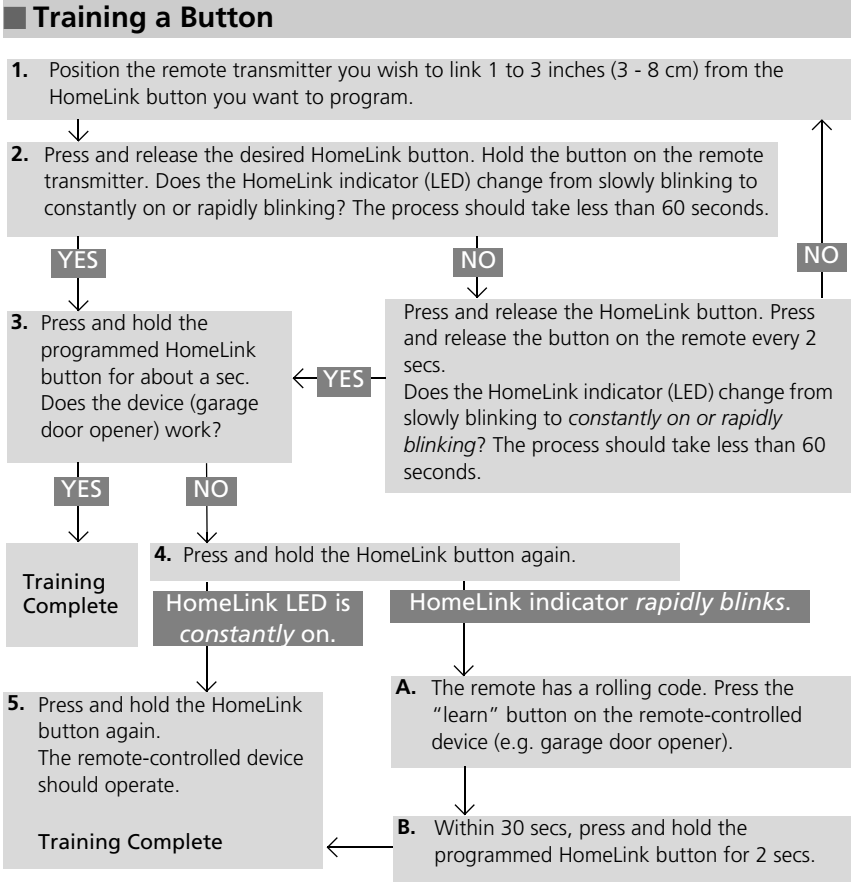 Training a Button
1. Position the remote transmitter you wish to link 1 to 3 inches (3 - 8 cm) from the
HomeLink button you want to program.
2. Press and release the desired HomeLink button. Hold the button on the remote
transmitter. Does the HomeLink indicator (LED) change from slowly blinking to
constantly on or rapidly blinking? The process should take less than 60 seconds.
YES
NO
NO
Press and release the HomeLink button. Press
and release the button on the remote every 2
secs.
Does the HomeLink indicator (LED) change from
slowly blinking to constantly on or rapidly
blinking? The process should take less than 60
seconds.
YES
3. Press and hold the
programmed HomeLink
button for about a sec.
Does the device (garage
door opener) work?
YES
NO
Training
Complete
4. Press and hold the HomeLink button again.
HomeLink LED is
constantly on.
HomeLink indicator rapidly blinks.
A. The remote has a rolling code. Press the
“learn” button on the remote-controlled
device (e.g. garage door opener).
B. Within 30 secs, press and hold the
programmed HomeLink button for 2 secs.
5. Press and hold the HomeLink
button again.
The remote-controlled device
should operate.
Training Complete